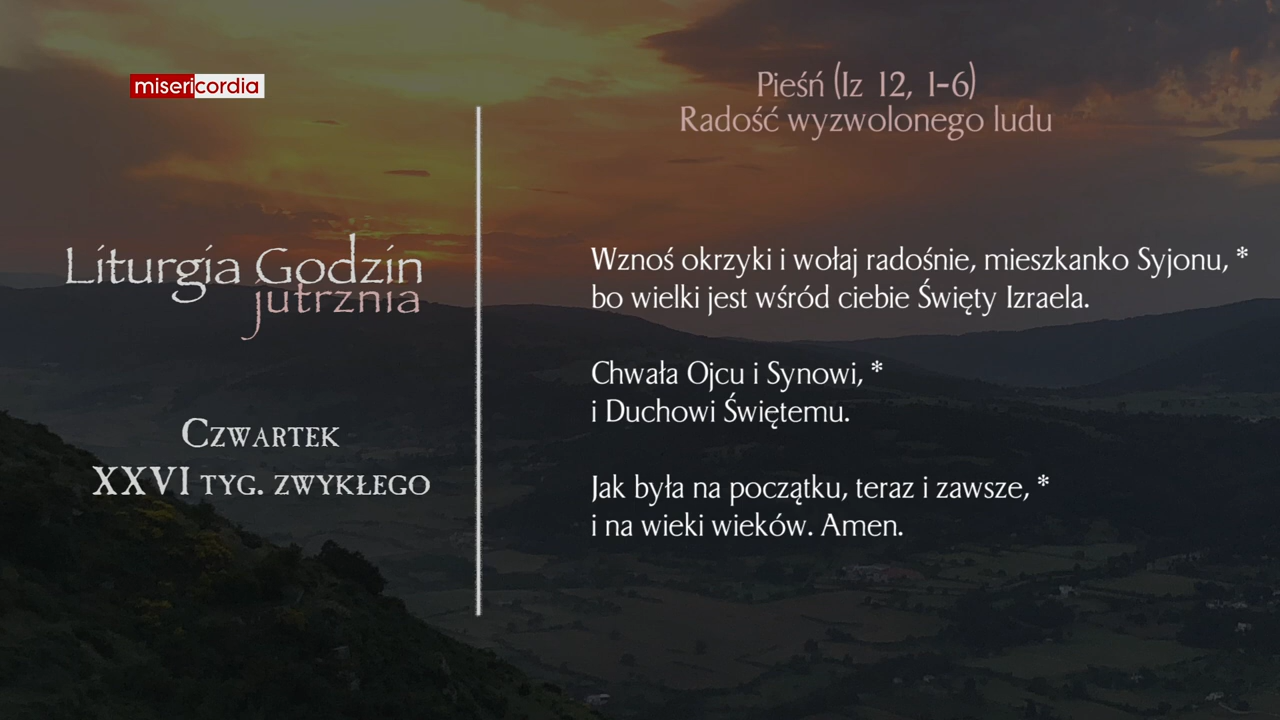 misericordia
Liturgia Godzin
jutrznia
Czwartek
XXVI tyg. zwykłego
Pieśń (Iz 12, 1-6)
Radość wyzwolonego ludu
Wznoś okrzyki i wołaj radośnie, mieszkanko Syjonu, *
bo wielki jest wśród ciebie Święty Izraela.
Chwała Ojcu i Synowi, *
i Duchowi Świętemu.
Jak była na początku, teraz i zawsze, *
i na wieki wieków. Amen.